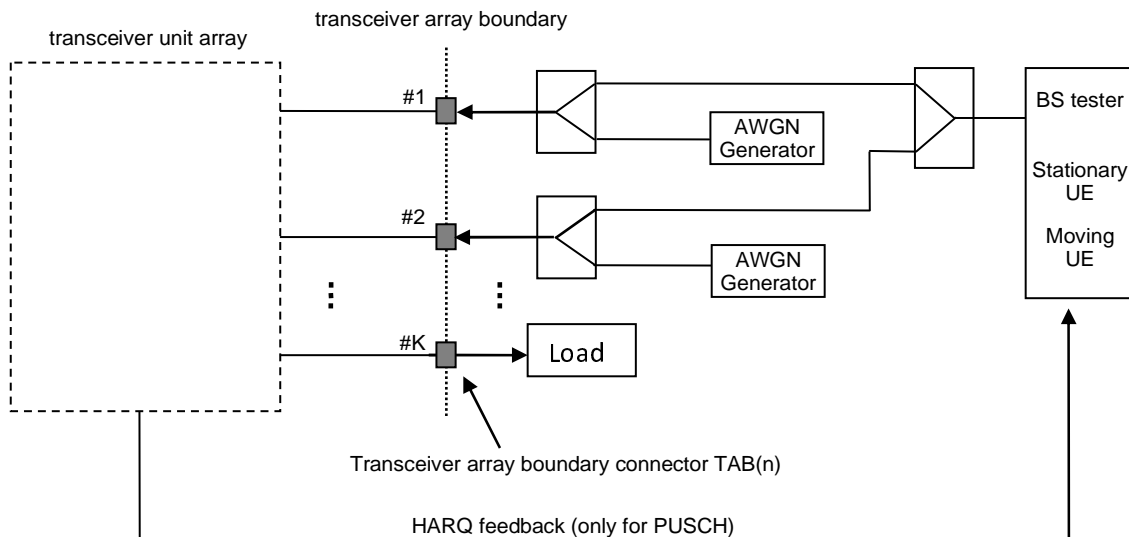 transceiver array boundary
transceiver unit array
#1
AWGN
Generator
BS tester
Stationary
UE
Moving
UE
#2
AWGN
Generator
#K
Load
Transceiver array boundary connector TAB(n)
HARQ feedback (only for PUSCH)